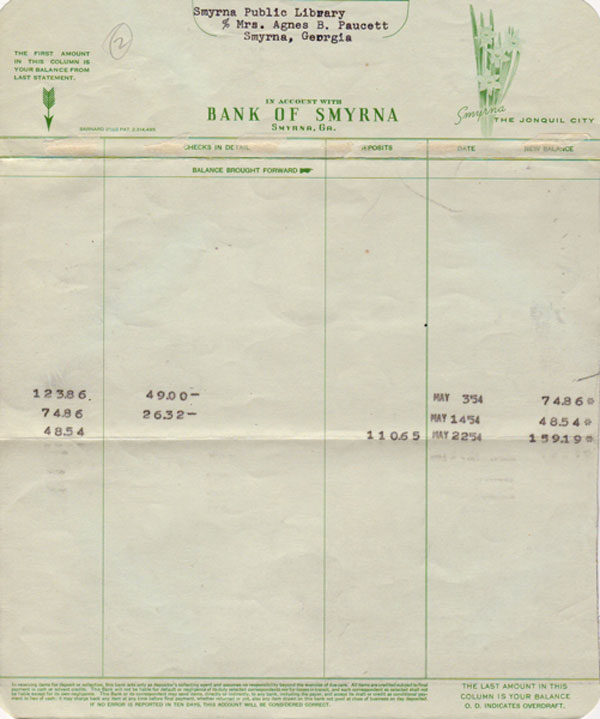 Smyrna Public Library
% Mrs. Agnes B. Paucett
Smyrna, Georgia
2
THE FIRST AMOUNT
IN THIS COLUMN IS
YOUR BALANCE FROM
LAST STATEMENT.
IN ACCOUNT WITH
BANK OF SMYRNA
SMYRNA, GA.
Smyrna
THE JONQUIL CITY
CHECKS IN DETAIL DEPOSITS DATE NEW BALANCE
BALANCE BROUGHT FORWARD
123.86 49.00- MAY 3'54 74.86*
74.86 26.32- MAY 14'54 48.54*
48.54 110.65 MAY 22'54 159.19*
IF NO ERROR IS REPORTED IN TEN DAYS, THIS ACCOUNT WILL BE CONSIDERED CORRECT.
THE LAST AMOUNT IN THIS
COLUMN IS YOUR BALANCE
O. D. INDICATES OVERDRAFT.